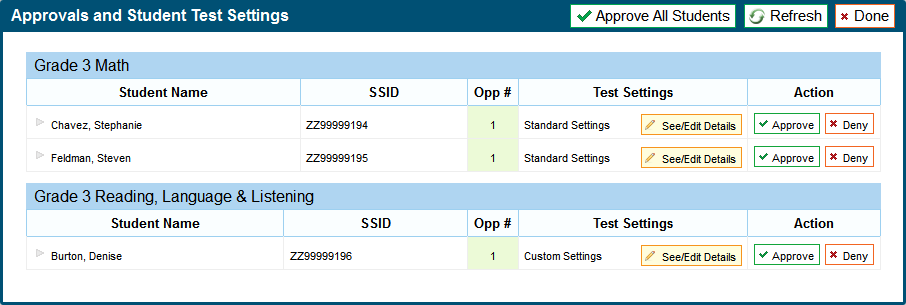 Approvals and Student Test Settings Approve All Students Refresh Done
Grade 3 Math
Student Name SSID Opp # Test Settings Action
Chavez, Stephanie ZZ99999194 1 Standard Settings See/Edit Details Approve Deny
Feldman, Steven ZZ99999195 1 Standard Settings See/Edit Details Approve Deny
Grade 3 Reading, Language & Listening
Student Name SSID Opp # Test Settings Action
Burton, Denise ZZ99999196 1 Custom Settings See/Edit Details Approve Deny